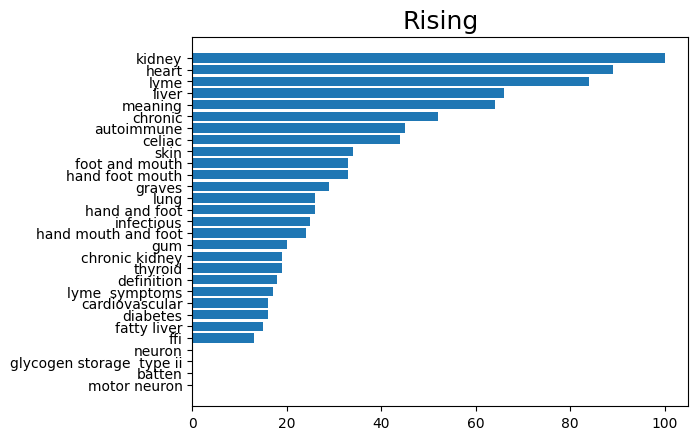 Rising
kidney
heart
lyme
liver
meaning
chronic
autoimmune
celiac
skin
foot and mouth
hand foot mouth
graves
lung
hand and foot
infectious
hand mouth and foot
gum
chronic kidney
thyroid
definition
lyme  symptoms
cardiovascular
diabetes
fatty liver
ffi
neuron
glycogen storage  type ii
batten
motor neuron
0 20 40 60 80 100